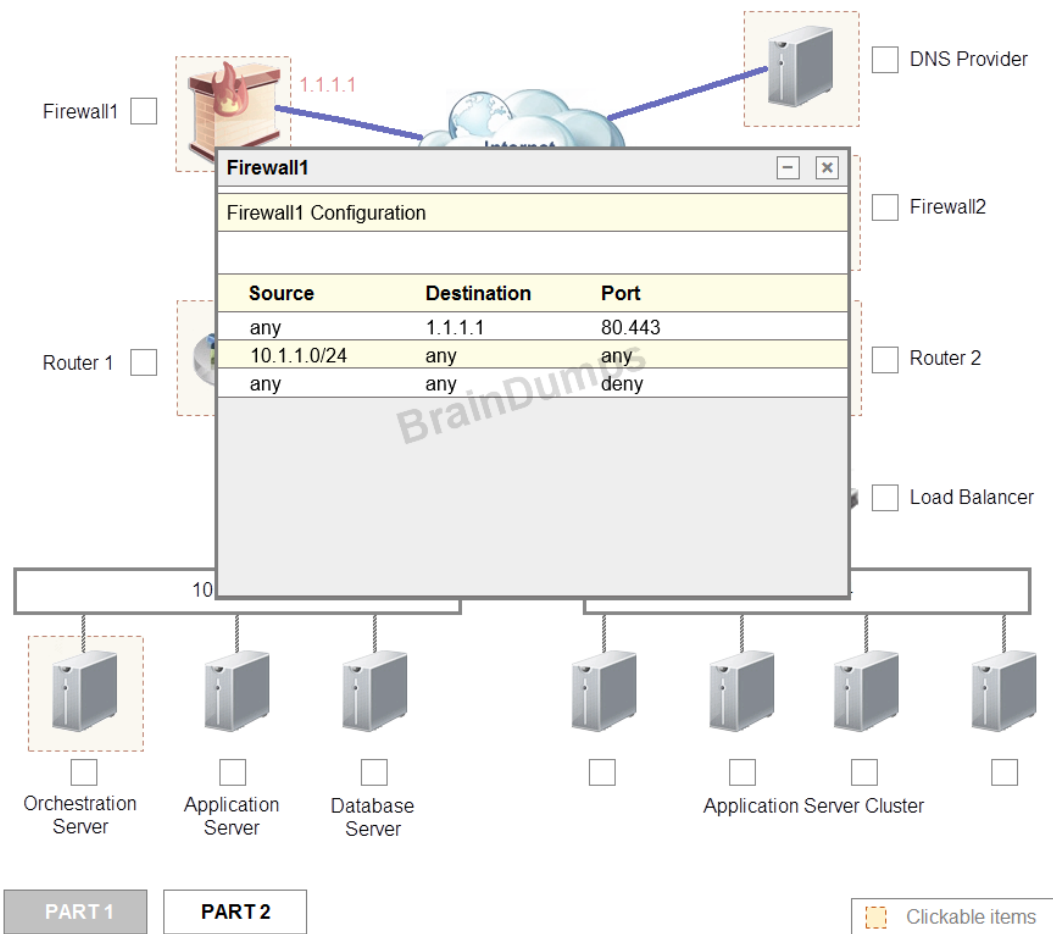 DNS Provider
Firewall1
1.1.1.1
Internet
Firewall1
Firewall1 Configuration
Firewall2
Source Destination Port
any 1.1.1.1 80.443
10.1.1.0/24 any any
any any deny
BrainDumps
Router 1
Router 2
Load Balancer
10
Orchestration Server
Application Server
Database Server
Application Server Cluster
PART 1
PART 2
Clickable items